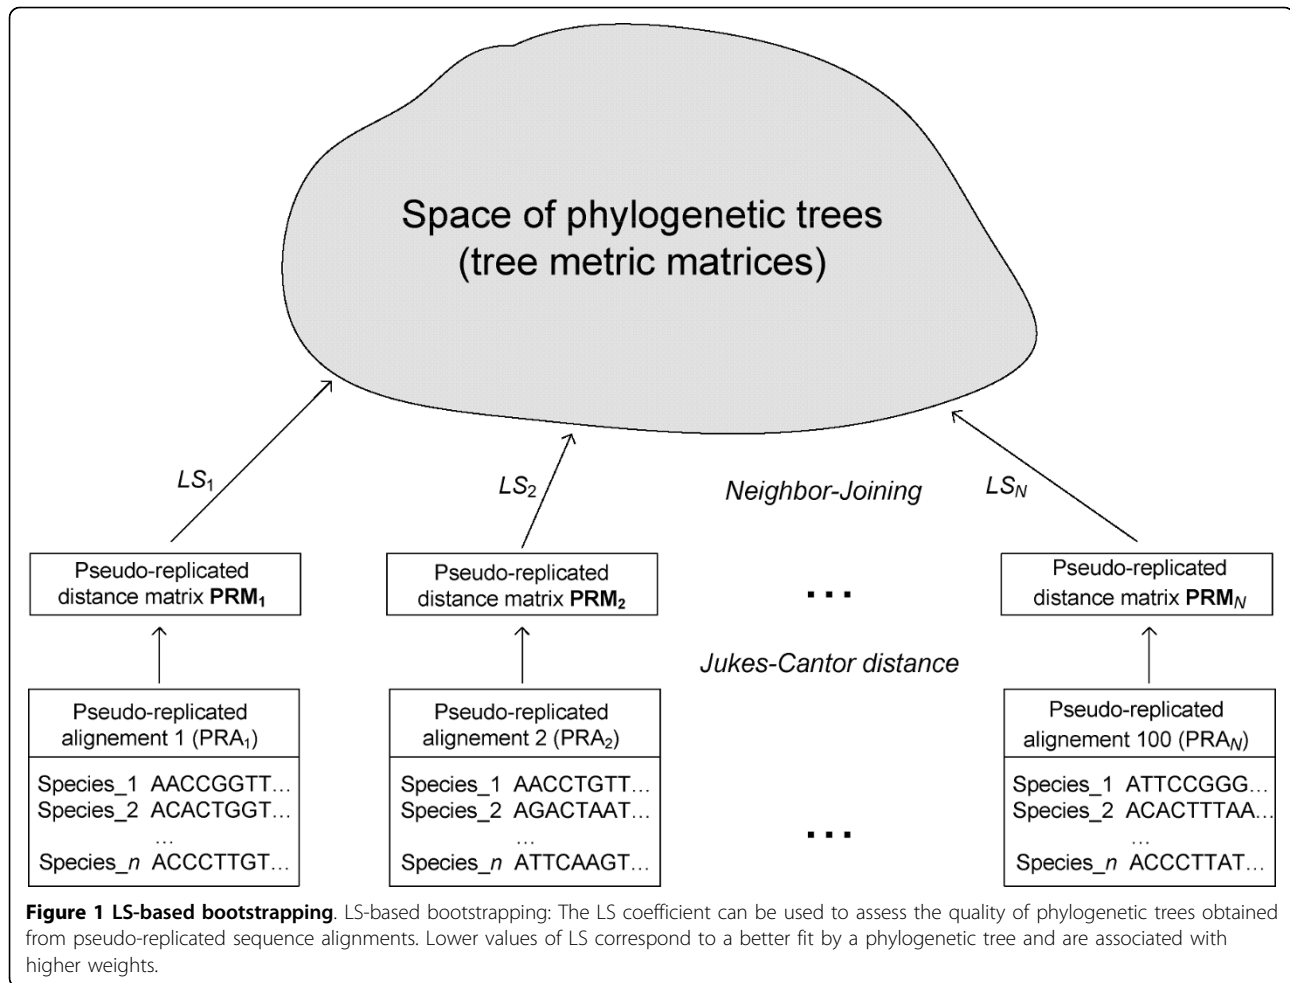 Space of phylogenetic trees
(tree metric matrices)
LS1
LS2
Neighbor-Joining
LSN
Pseudo-replicated
distance matrix PRM1
Pseudo-replicated
distance matrix PRM2
...
Pseudo-replicated
distance matrix PRMN
Jukes-Cantor distance
Pseudo-replicated
alignement 1 (PRA1)
Species_1 AACCGGTT...
Species_2 ACACTGGT...
...
Species_n ACCCTTGT...
Pseudo-replicated
alignement 2 (PRA2)
Species_1 AACCTGTT...
Species_2 AGACTAAT...
...
Species_n ATTCAAGT...
...
Pseudo-replicated
alignement 100 (PRAN)
Species_1 ATTCCGGG...
Species_2 ACACTTTAA...
...
Species_n ACCCTTAT...
Figure 1 LS-based bootstrapping. LS-based bootstrapping: The LS coefficient can be used to assess the quality of phylogenetic trees obtained
from pseudo-replicated sequence alignments. Lower values of LS correspond to a better fit by a phylogenetic tree and are associated with
higher weights.